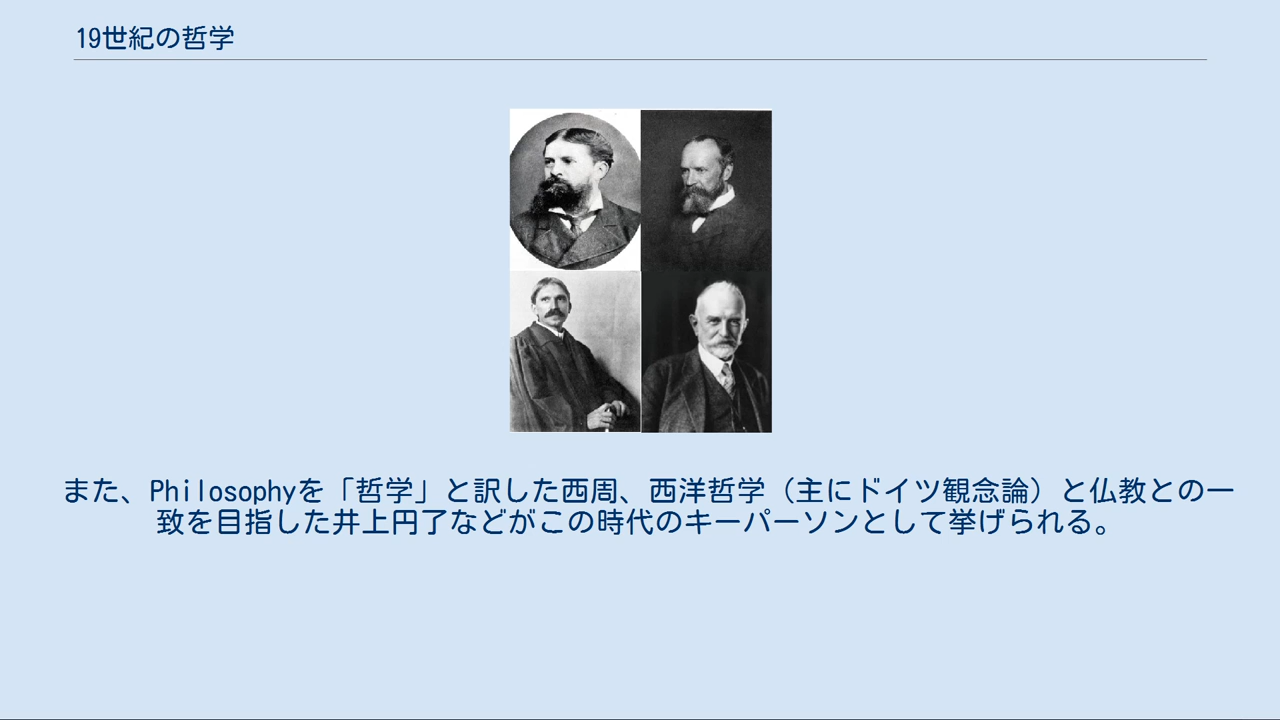 19世紀の哲学
また、Philosophyを「哲学」と訳した西周、西洋哲学（主にドイツ観念論）と仏教との一
致を目指した井上円了などがこの時代のキーパーソンとして挙げられる。